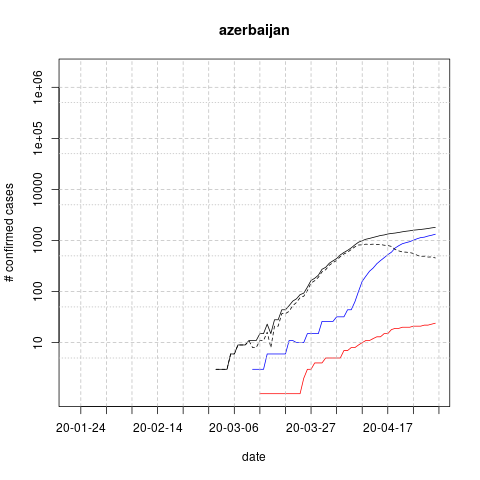 azerbaijan
# confirmed cases
1e+06
1e+05
10000
1000
100
10
20-01-24
20-02-14
20-03-06
20-03-27
20-04-17
date